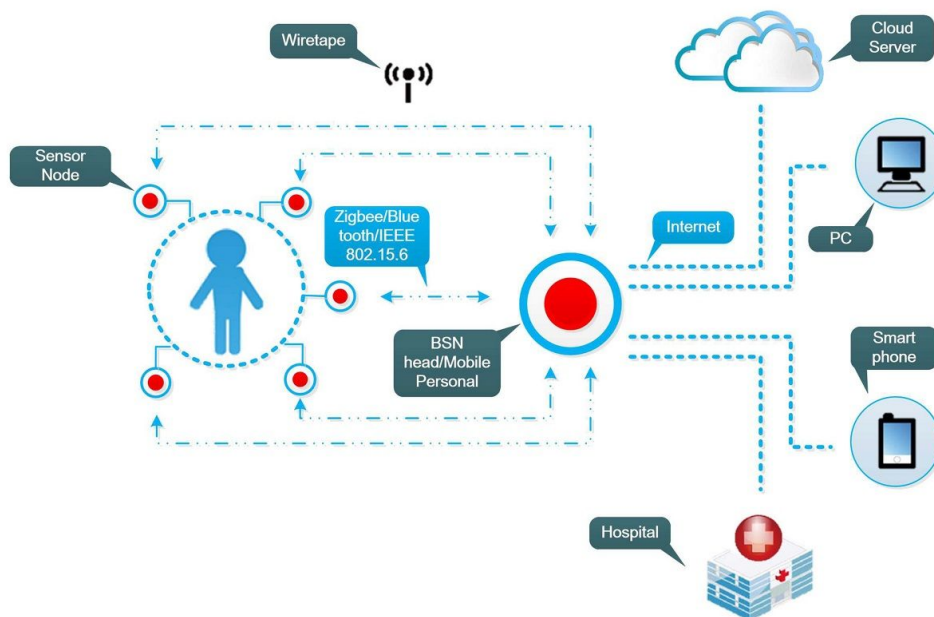 Wiretape
Cloud
Server
Sensor
Node
Zigbee/Blue
tooth/IEEE
802.15.6
Internet
PC
BSN
head/Mobile
Personal
Smart
phone
Hospital